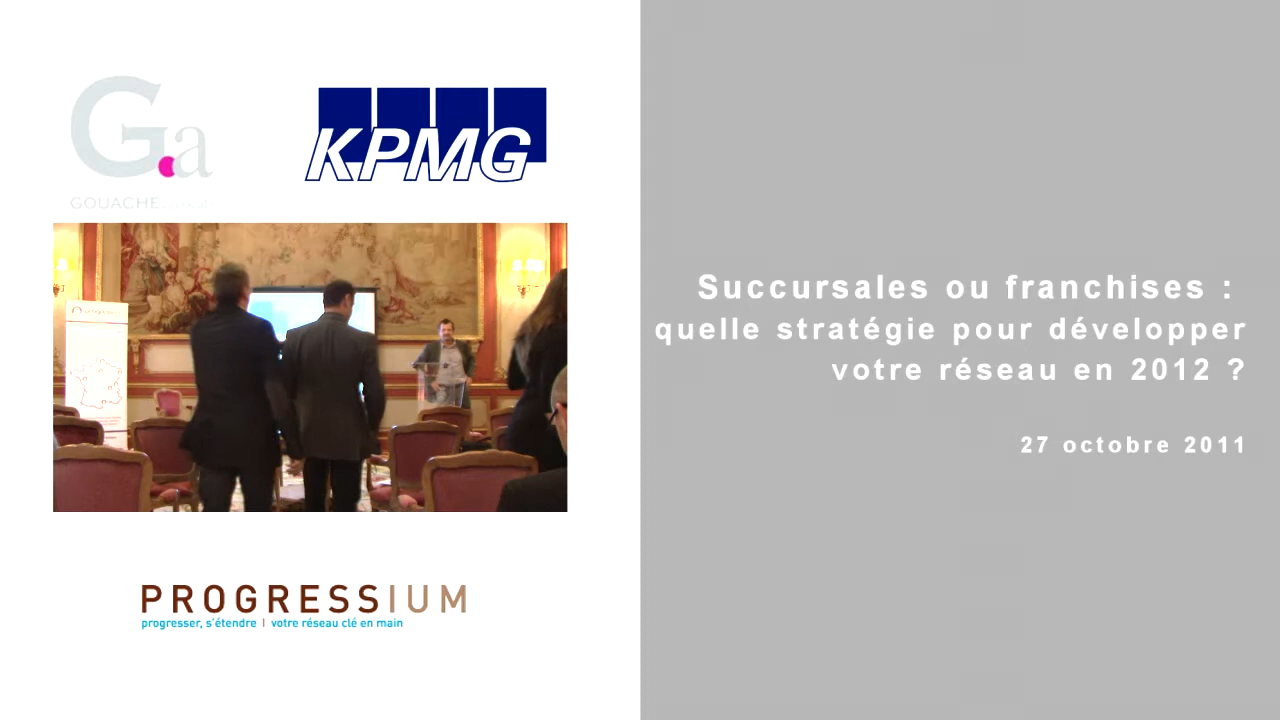 Ga
KPMG
GOUACHE
PROGRESSIUM
progresser, s'étendre | votre réseau clé en main
Succursales ou franchises :
quelle stratégie pour développer
votre réseau en 2012 ?
27 octobre 2011